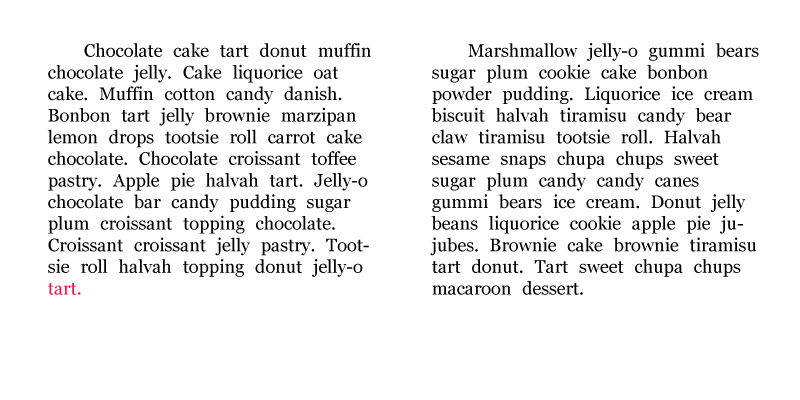 Chocolate cake tart donut muffin
chocolate jelly. Cake liquorice oat
cake. Muffin cotton candy danish.
Bonbon tart jelly brownie marzipan
lemon drops tootsie roll carrot cake
chocolate. Chocolate croissant toffee
pastry. Apple pie halvah tart. Jelly-o
chocolate bar candy pudding sugar
plum croissant topping chocolate.
Croissant croissant jelly pastry. Toot-
sie roll halvah topping donut jelly-o
tart.
Marshmallow jelly-o gummi bears
sugar plum cookie cake bonbon
powder pudding. Liquorice ice cream
biscuit halvah tiramisu candy bear
claw tiramisu tootsie roll. Halvah
sesame snaps chupa chups sweet
sugar plum candy candy canes
gummi bears ice cream. Donut jelly
beans liquorice cookie apple pie ju-
jubes. Brownie cake brownie tiramisu
tart donut. Tart sweet chupa chups
macaroon dessert.